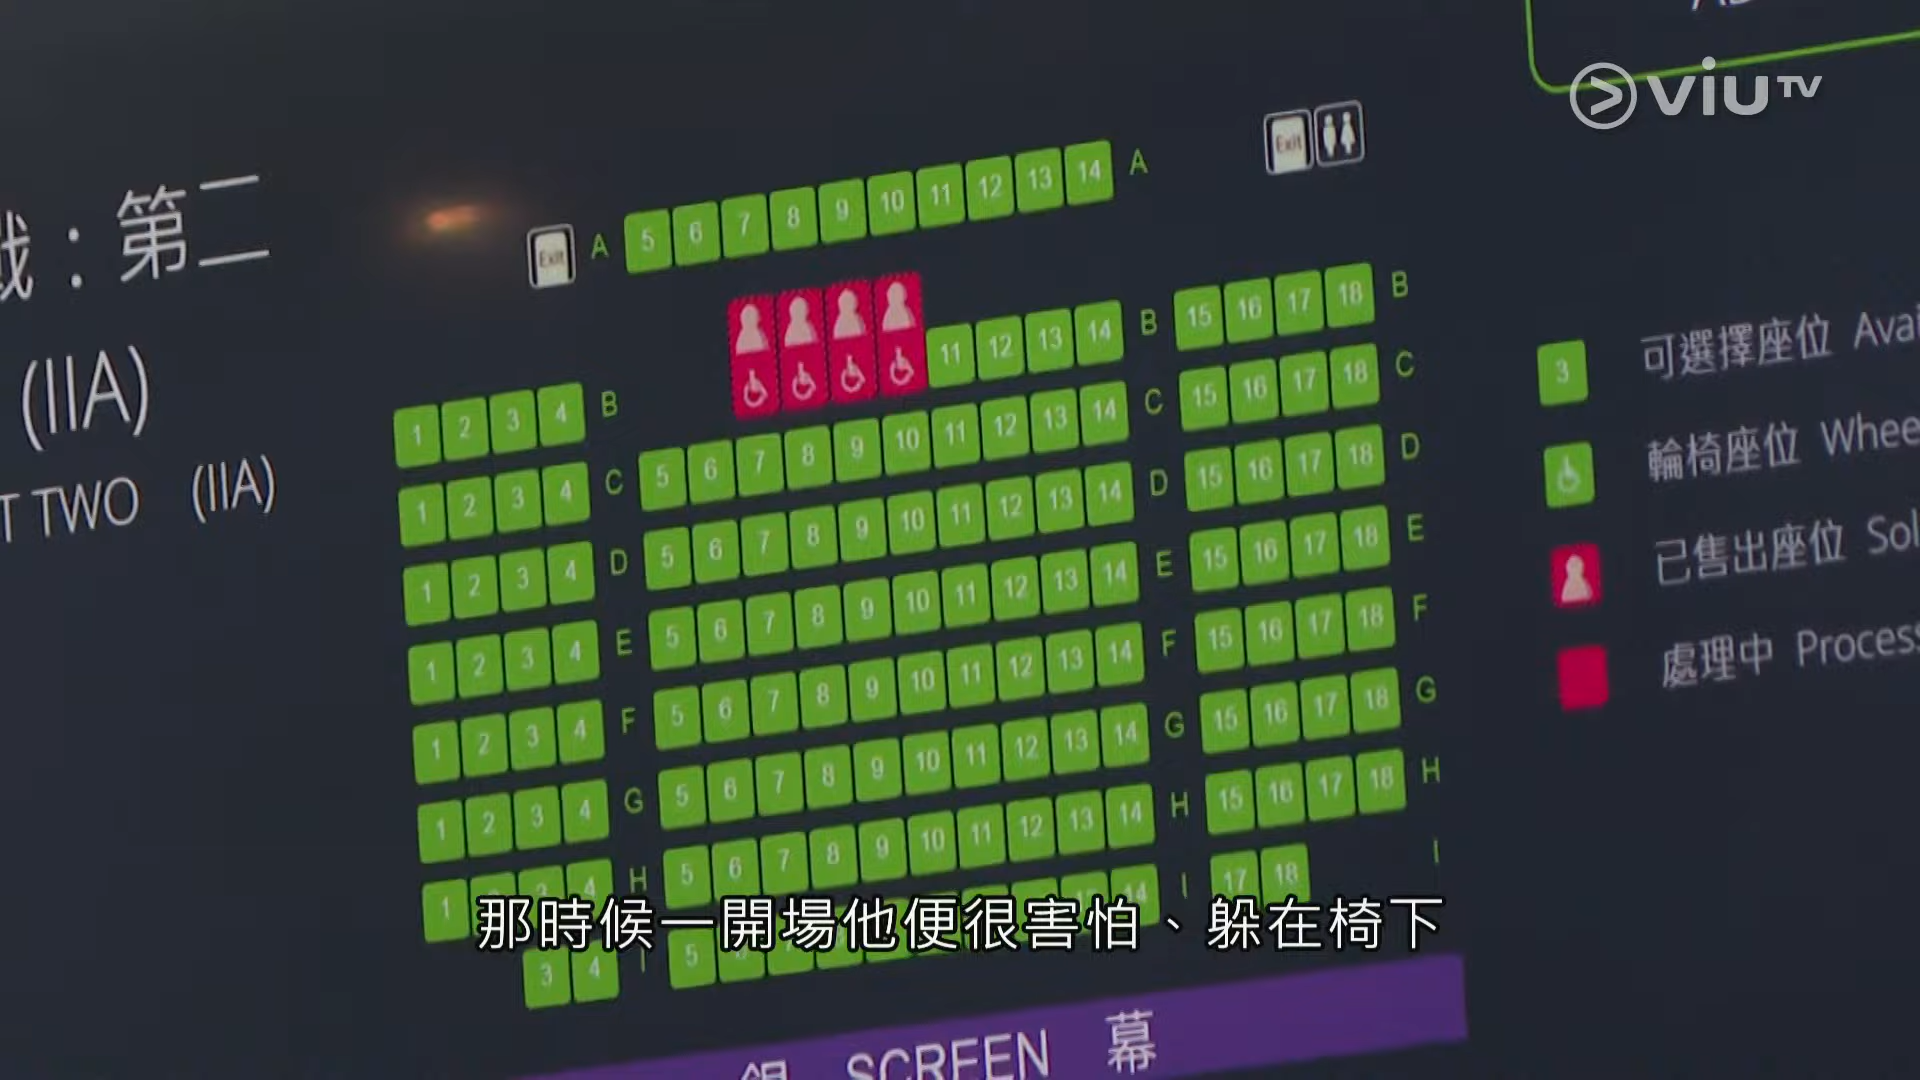 viu TV
戰：第二
(IIA)
T TWO (IIA)
Exit
Exit
A 5 6 7 8 9 10 11 12 13 14 A
B 11 12 13 14 B 15 16 17 18 B
1 2 3 4 B
C 5 6 7 8 9 10 11 12 13 14 C 15 16 17 18 C
1 2 3 4 C
D 5 6 7 8 9 10 11 12 13 14 D 15 16 17 18 D
1 2 3 4 D
E 5 6 7 8 9 10 11 12 13 14 E 15 16 17 18 E
1 2 3 4 E
F 5 6 7 8 9 10 11 12 13 14 F 15 16 17 18 F
1 2 3 4 F
G 5 6 7 8 9 10 11 12 13 14 G 15 16 17 18 G
1 2 3 4 G
H 5 6 7 8 9 10 11 12 13 14 H 15 16 17 18 H
1 3 4 H
5 14 I 17 18 I
3 4 I
3 可選擇座位 Avai
輪椅座位 Whee
已售出座位 Sol
處理中 Process
那時候一開場他便很害怕、躲在椅下
銀 SCREEN 幕